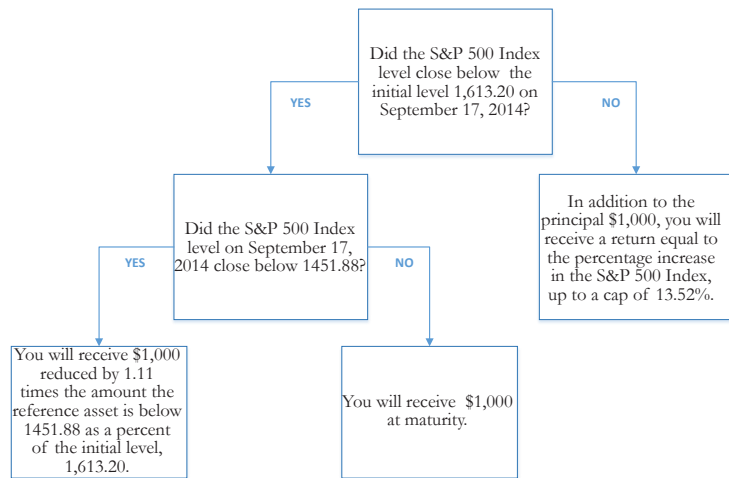 Did the S&P 500 Index
level close below the
initial level 1,613.20 on
September 17, 2014?
YES
NO
Did the S&P 500 Index
level on September 17,
2014 close below 1451.88?
In addition to the
principal $1,000, you will
receive a return equal to
the percentage increase
in the S&P 500 Index,
up to a cap of 13.52%.
YES
NO
You will receive $1,000
reduced by 1.11
times the amount the
reference asset is below
1451.88 as a percent
of the initial level,
1,613.20.
You will receive $1,000
at maturity.